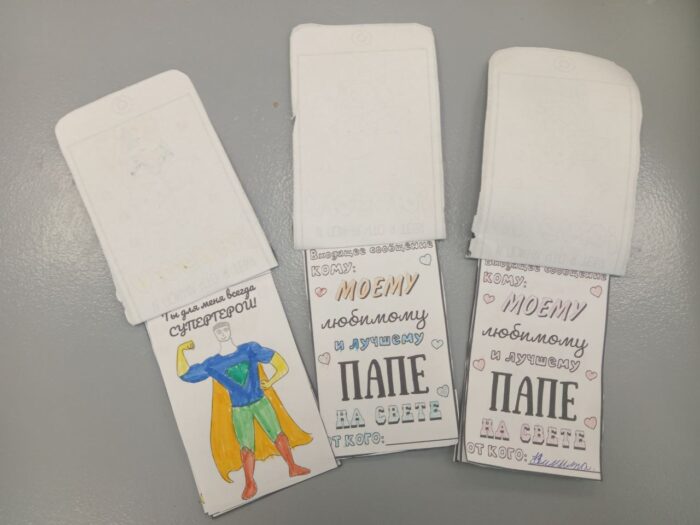 Ты для меня всегда
СУПЕРГЕРОЙ!
Входящее сообщение
КОМУ:
МОЕМУ
любимому
и лучшему
ПАПЕ
НА СВЕТЕ
ОТ КОГО:
Входящее сообщение
КОМУ:
МОЕМУ
любимому
и лучшему
ПАПЕ
НА СВЕТЕ
ОТ КОГО: